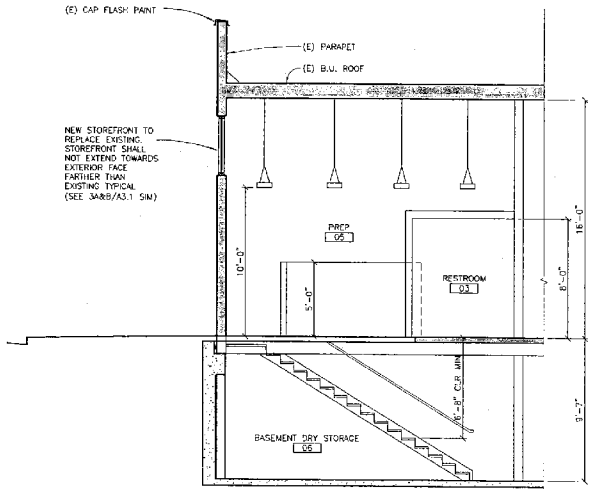 (E) CAP FLASH PAINT
(E) PARAPET
(E) B.U. ROOF
NEW STOREFRONT TO
REPLACE EXISTING.
STOREFRONT SHALL
NOT EXTEND TOWARDS
EXTERIOR FACE
FARTHER THAN
EXISTING TYPICAL
(SEE 3A&B/A3.1 SIM)
PREP
05
10'-0"
5'-0"
RESTROOM
03
8'-0"
16'-0"
6'-8" CLR MIN
9'-7"
BASEMENT DRY STORAGE
06